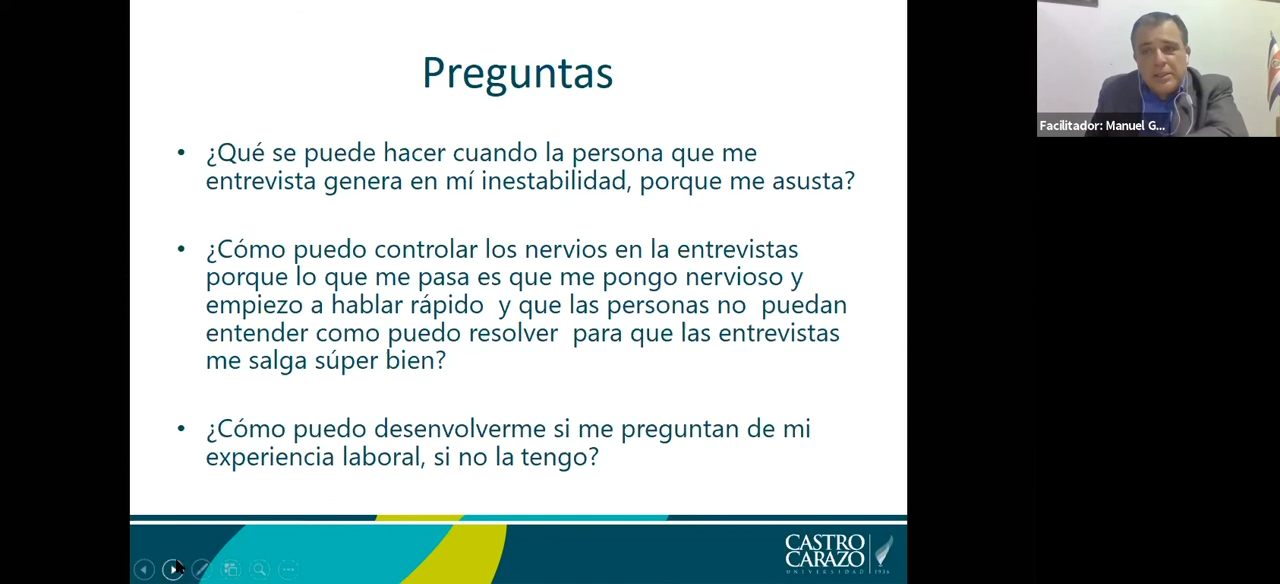 Preguntas
• ¿Qué se puede hacer cuando la persona que me
entrevista genera en mí inestabilidad, porque me asusta?
• ¿Cómo puedo controlar los nervios en la entrevistas
porque lo que me pasa es que me pongo nervioso y
empiezo a hablar rápido  y que las personas no  puedan
entender como puedo resolver  para que las entrevistas
me salga súper bien?
• ¿Cómo puedo desenvolverme si me preguntan de mi
experiencia laboral, si no la tengo?
CASTRO
CARAZO
UNIVERSIDAD 1936
Facilitador: Manuel G...